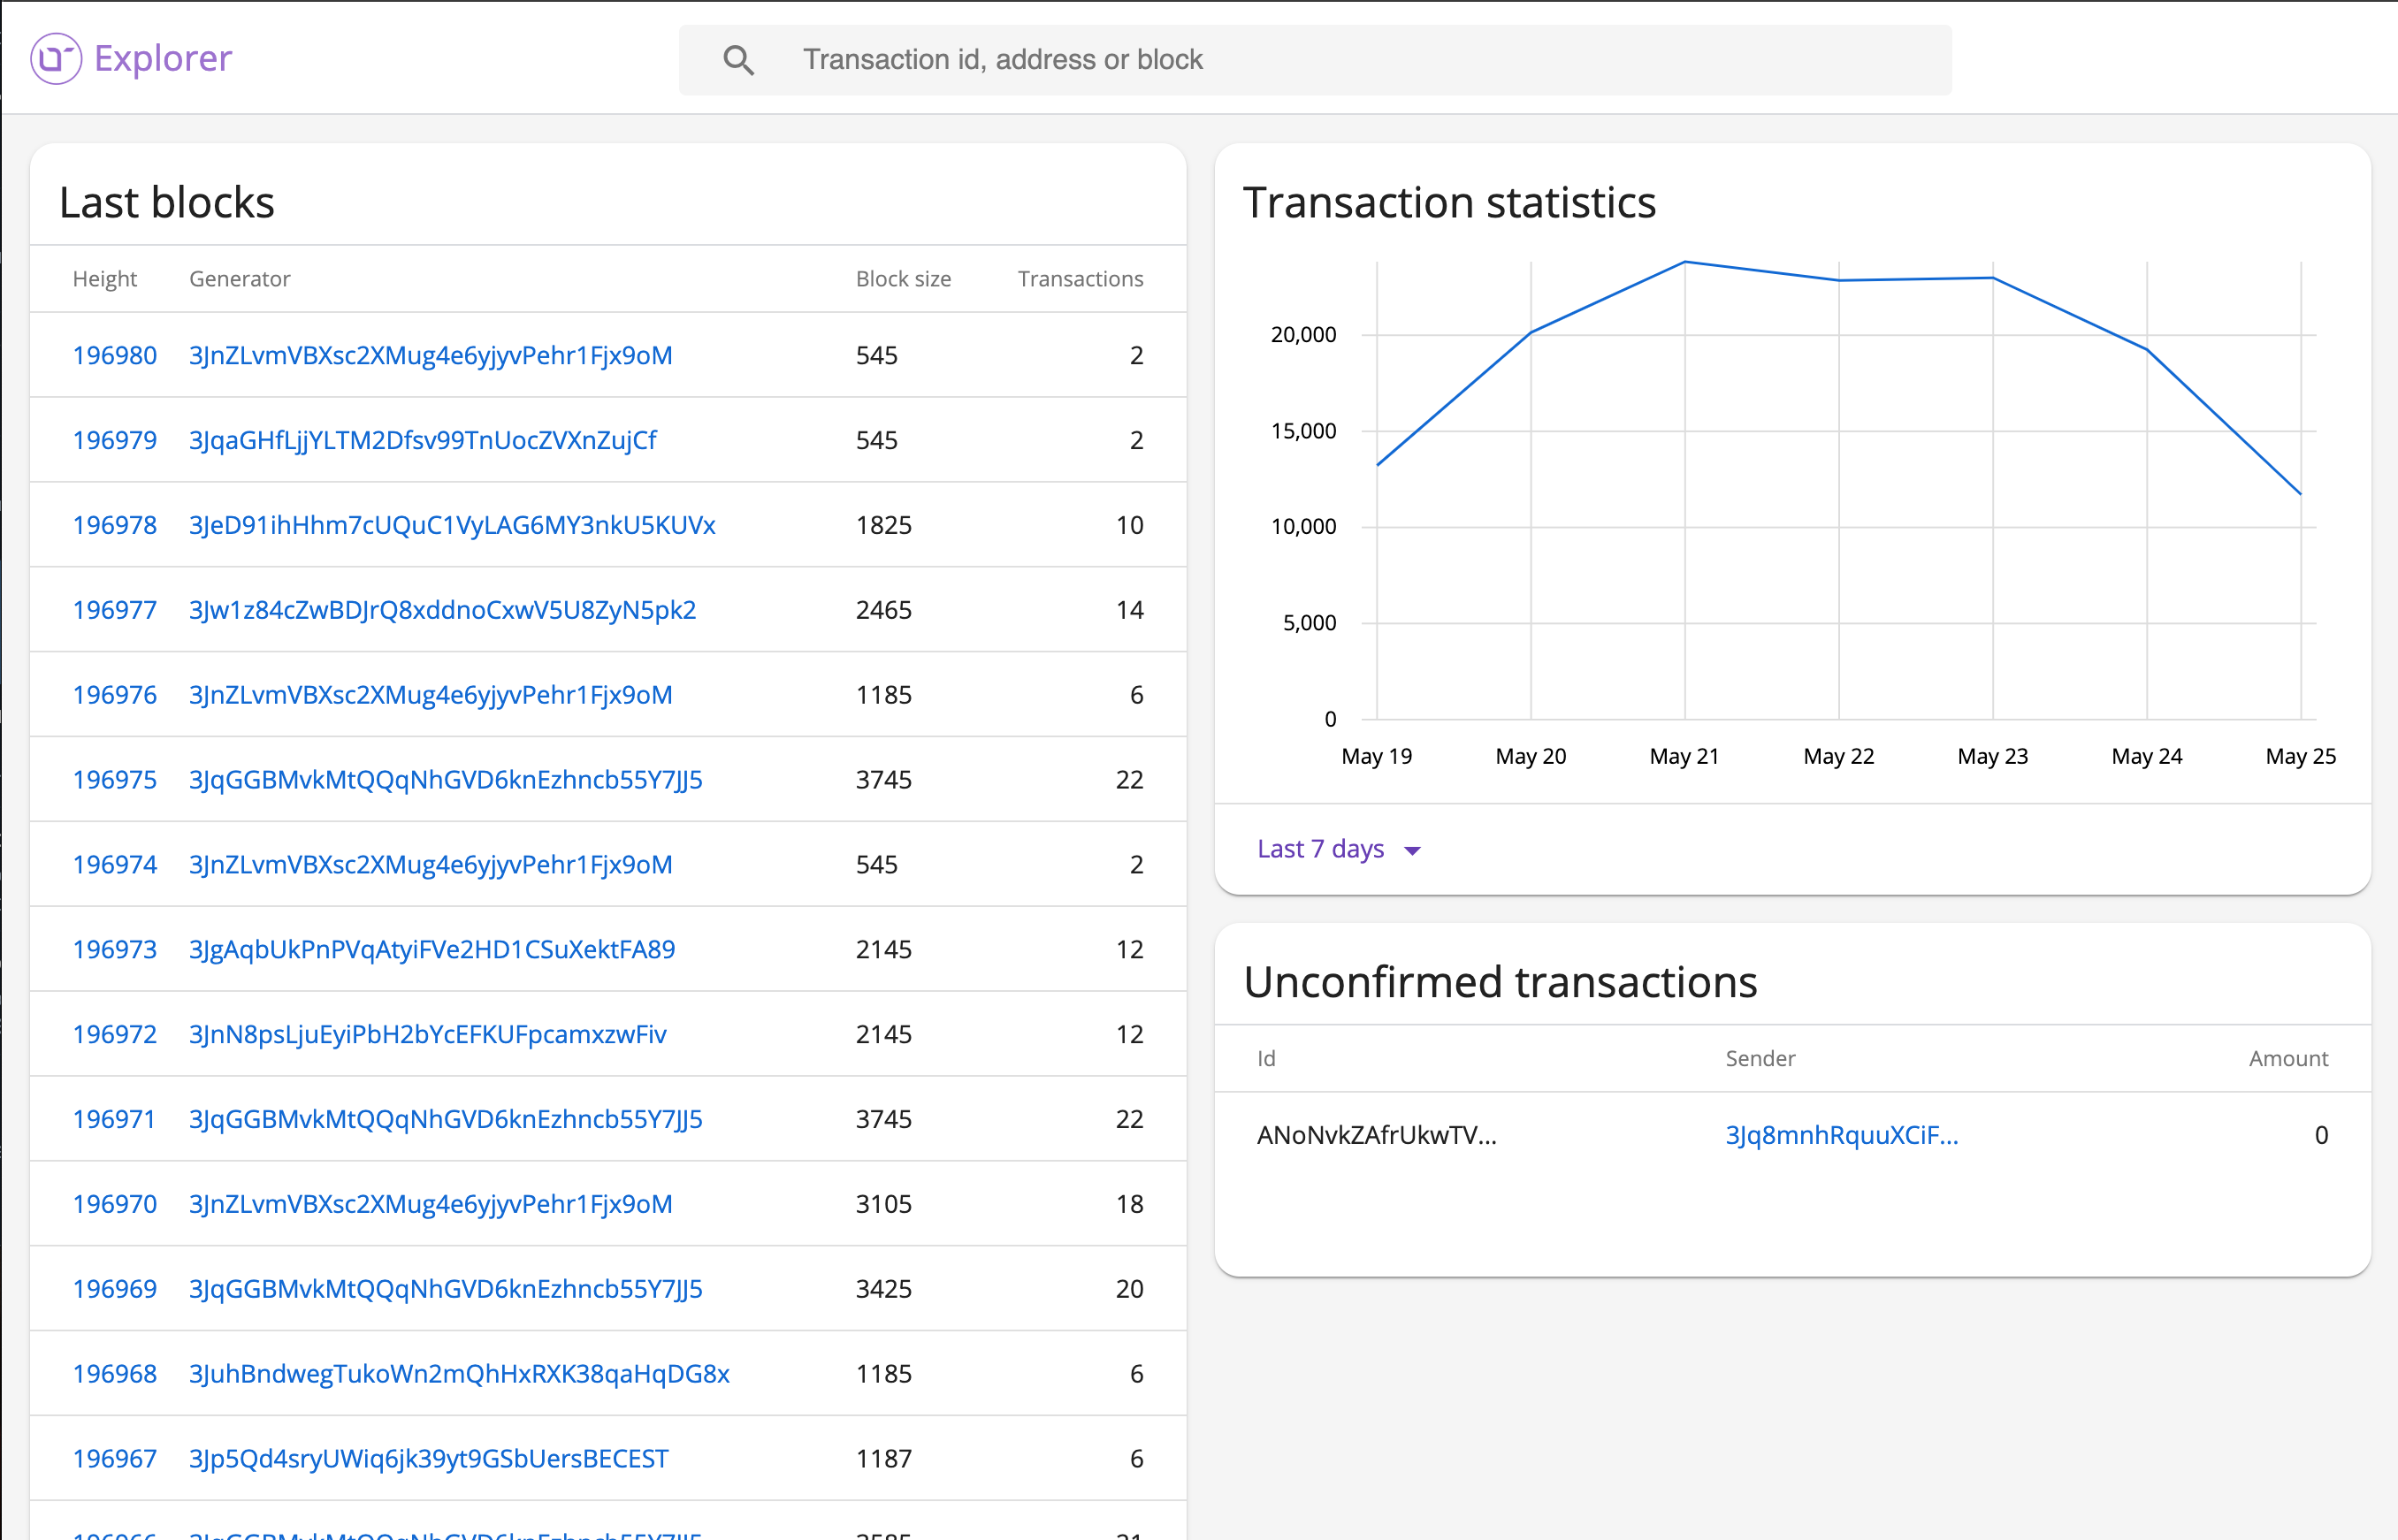 Explorer
Transaction id, address or block
Last blocks
Height Generator Block size Transactions
196980 3JnZLvmVBXsc2XMug4e6yjyvPehr1Fjx9oM 545 2
196979 3JqaGHfLjjYLTM2Dfsv99TnUocZVXnZujCf 545 2
196978 3JeD91ihHhm7cUQuC1VyLAG6MY3nkU5KUVx 1825 10
196977 3Jw1z84cZwBDJrQ8xddnoCxwV5U8ZyN5pk2 2465 14
196976 3JnZLvmVBXsc2XMug4e6yjyvPehr1Fjx9oM 1185 6
196975 3JqGGBMvkMtQQqNhGVD6knEzhncb55Y7JJ5 3745 22
196974 3JnZLvmVBXsc2XMug4e6yjyvPehr1Fjx9oM 545 2
196973 3JgAqbUkPnPVqAtyiFVe2HD1CSuXektFA89 2145 12
196972 3JnN8psLjuEyiPbH2bYcEFKUFpcamxzwFiv 2145 12
196971 3JqGGBMvkMtQQqNhGVD6knEzhncb55Y7JJ5 3745 22
196970 3JnZLvmVBXsc2XMug4e6yjyvPehr1Fjx9oM 3105 18
196969 3JqGGBMvkMtQQqNhGVD6knEzhncb55Y7JJ5 3425 20
196968 3JuhBndwegTukoWn2mQhHxRXK38qaHqDG8x 1185 6
196967 3Jp5Qd4sryUWiq6jk39yt9GSbUersBECEST 1187 6
Transaction statistics
20,000
15,000
10,000
5,000
0
May 19 May 20 May 21 May 22 May 23 May 24 May 25
Last 7 days
Unconfirmed transactions
Id Sender Amount
ANoNvkZAfrUkwTV... 3Jq8mnhRquuXCiF... 0